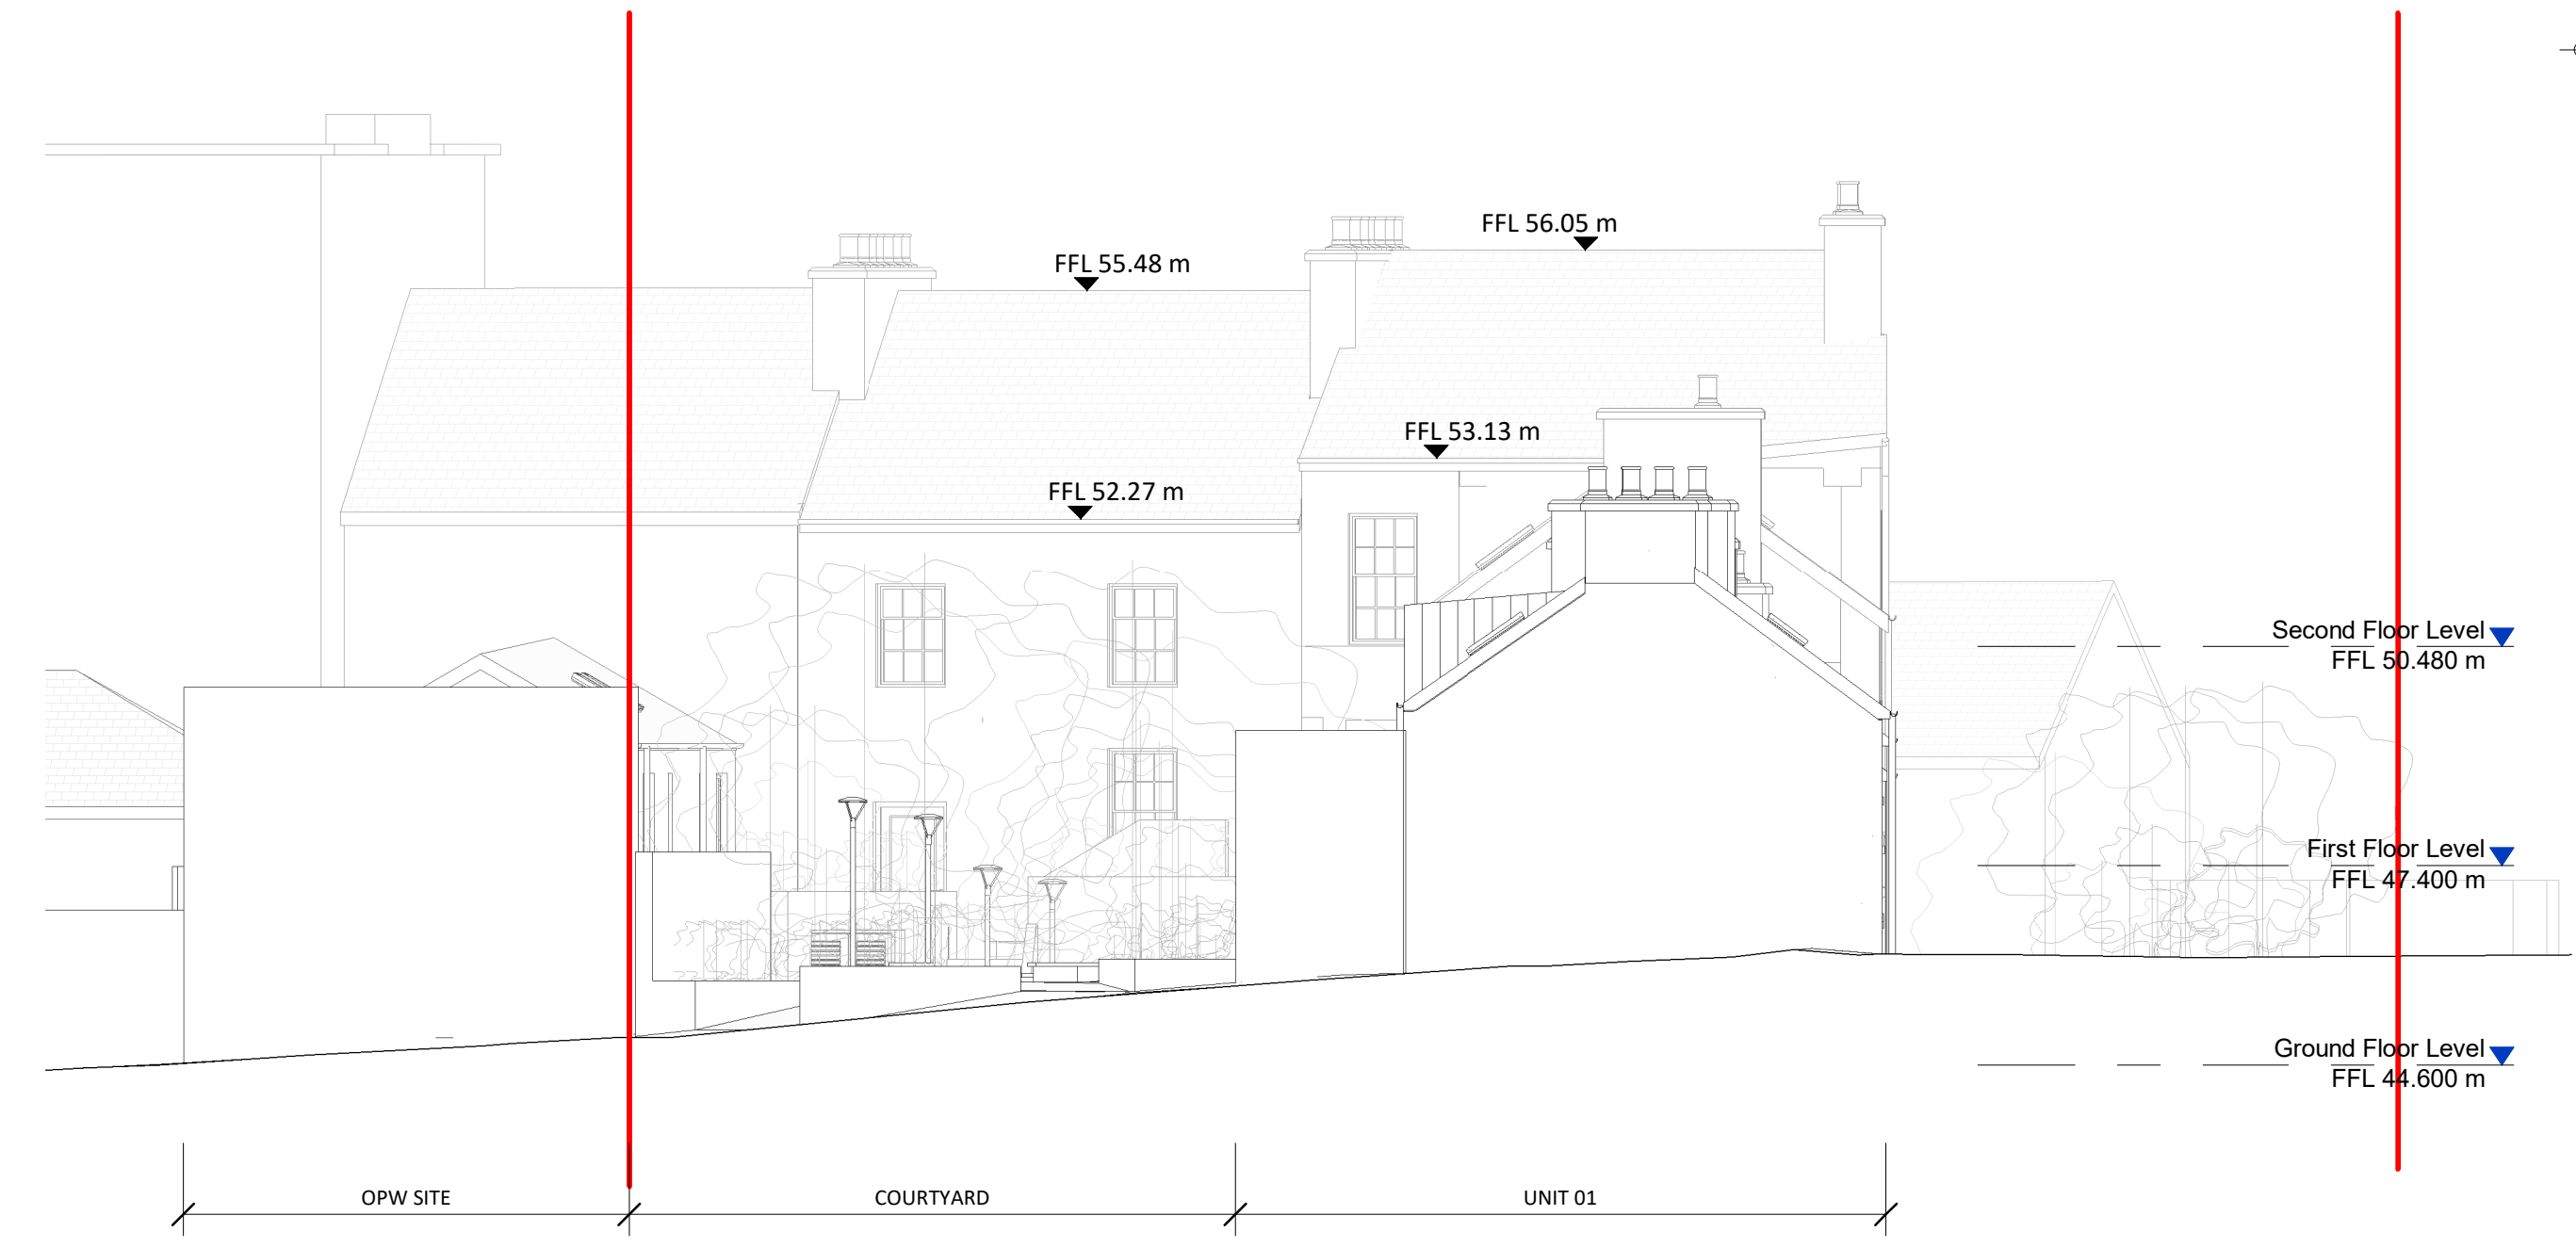 FFL 56.05 m
FFL 55.48 m
FFL 53.13 m
FFL 52.27 m
Second Floor Level
FFL 50.480 m
First Floor Level
FFL 47.400 m
Ground Floor Level
FFL 44.600 m
OPW SITE
COURTYARD
UNIT 01